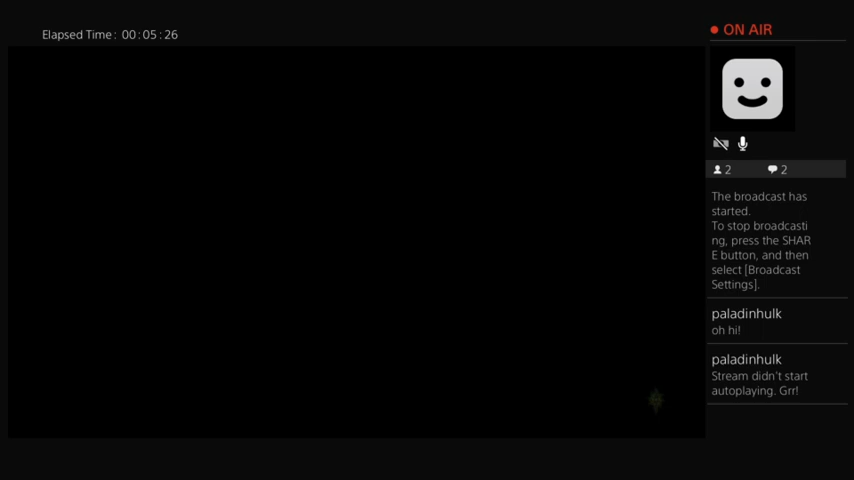 Elapsed Time: 00:05:26
ON AIR
2 2
The broadcast has
started.
To stop broadcasti
ng, press the SHAR
E button, and then
select [Broadcast
Settings].
paladinhulk
oh hi!
paladinhulk
Stream didn't start
autoplaying. Grr!